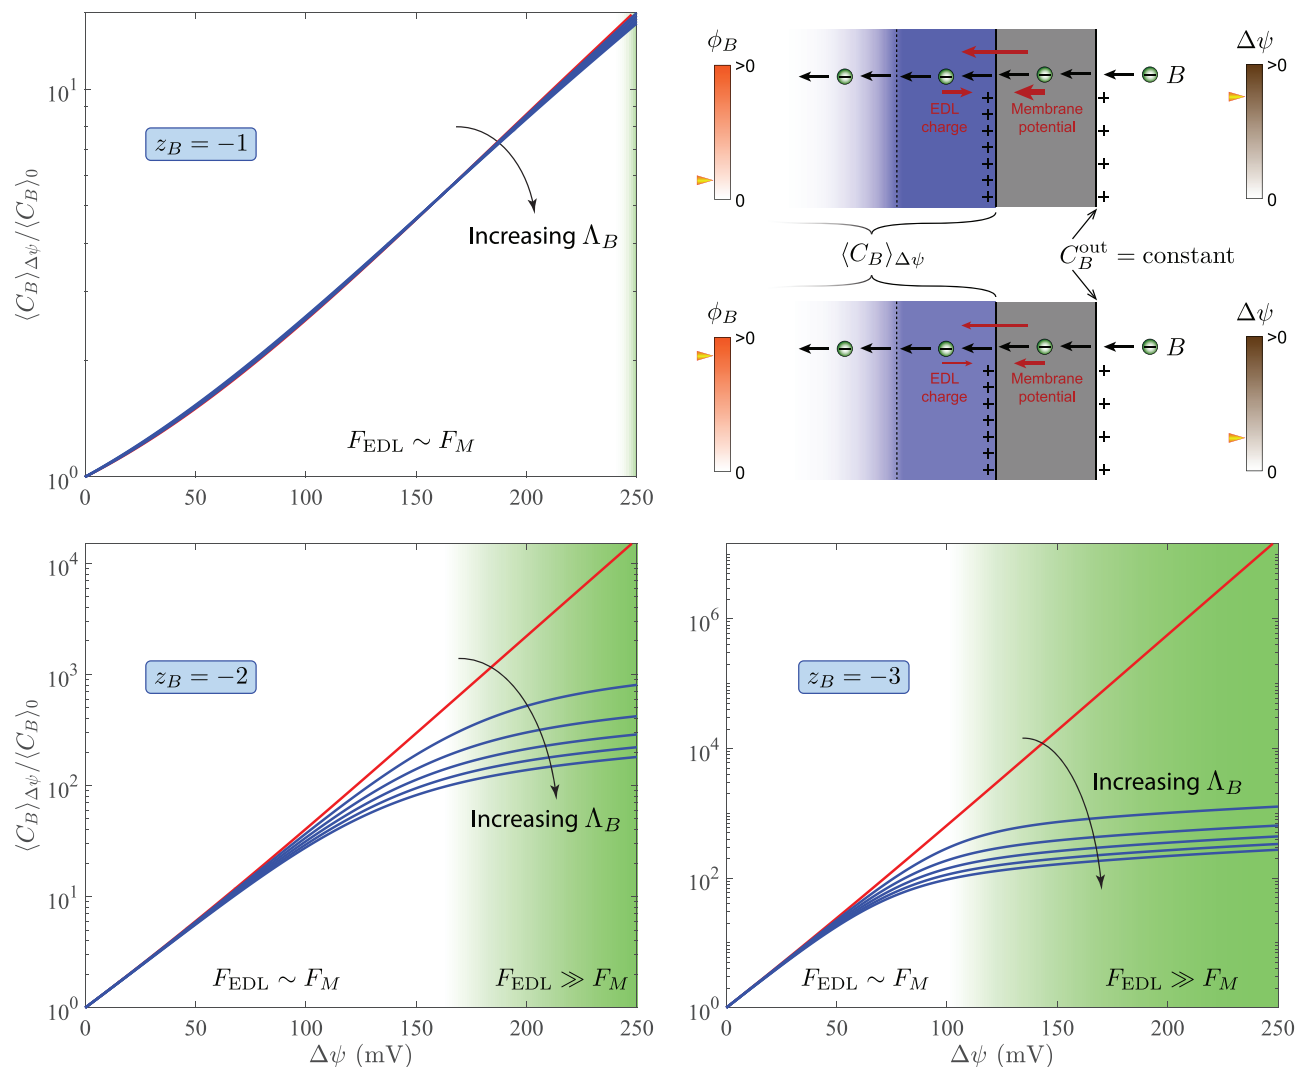 ⟨C_B⟩_Δψ/⟨C_B⟩_0
10^1
10^0
z_B = −1
Increasing Λ_B
F_EDL ∼ F_M
0 50 100 150 200 250
ϕ_B
>0
0
EDL
charge
Membrane
potential
B
Δψ
>0
0
⟨C_B⟩_Δψ
C_B^out = constant
ϕ_B
>0
0
EDL
charge
Membrane
potential
B
Δψ
>0
0
⟨C_B⟩_Δψ/⟨C_B⟩_0
10^4
10^3
10^2
10^1
10^0
z_B = −2
Increasing Λ_B
F_EDL ∼ F_M
F_EDL ≫ F_M
0 50 100 150 200 250
Δψ (mV)
10^6
10^4
10^2
10^0
z_B = −3
Increasing Λ_B
F_EDL ∼ F_M
F_EDL ≫ F_M
0 50 100 150 200 250
Δψ (mV)